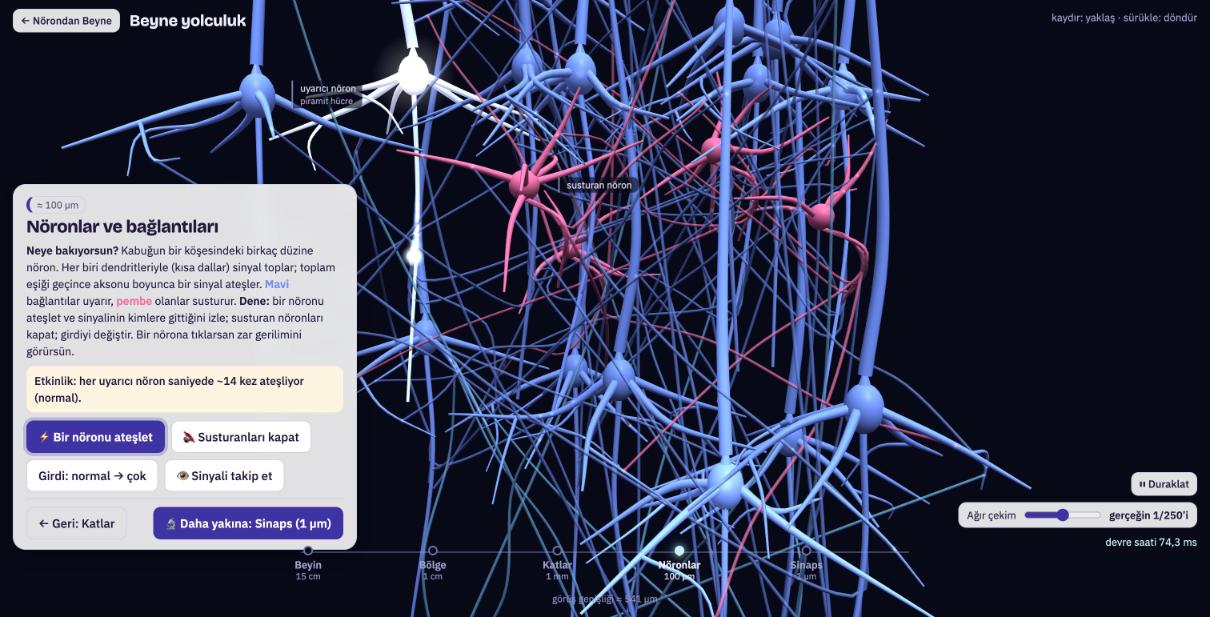 ← Nörondan Beyne
Beyne yolculuk
kaydır: yaklaş · sürükle: döndür
uyarıcı nöron
piramit hücre
susturan nöron
≈ 100 µm
Nöronlar ve bağlantıları
Neye bakıyorsun? Kabuğun bir köşesindeki birkaç düzine
nöron. Her biri dendritleriyle (kısa dallar) sinyal toplar; toplam
eşiği geçince aksonu boyunca bir sinyal ateşler. Mavi
bağlantılar uyarır, pembe olanlar susturur. Dene: bir nöronu
ateşlet ve sinyalinin kimlere gittiğini izle; susturan nöronları
kapat; girdiyi değiştir. Bir nörona tıklarsan zar gerilimini
görürsün.
Etkinlik: her uyarıcı nöron saniyede ~14 kez ateşliyor
(normal).
⚡ Bir nöronu ateşlet
Susturanları kapat
Girdi: normal → çok
👁 Sinyali takip et
← Geri: Katlar
🔬 Daha yakına: Sinaps (1 µm)
⏸ Duraklat
Ağır çekim
gerçeğin 1/250'i
devre saati 74,3 ms
Beyin
15 cm
Bölge
1 cm
Katlar
1 mm
Nöronlar
100 µm
Sinaps
1 µm
görüş genişliği ≈ 541 µm